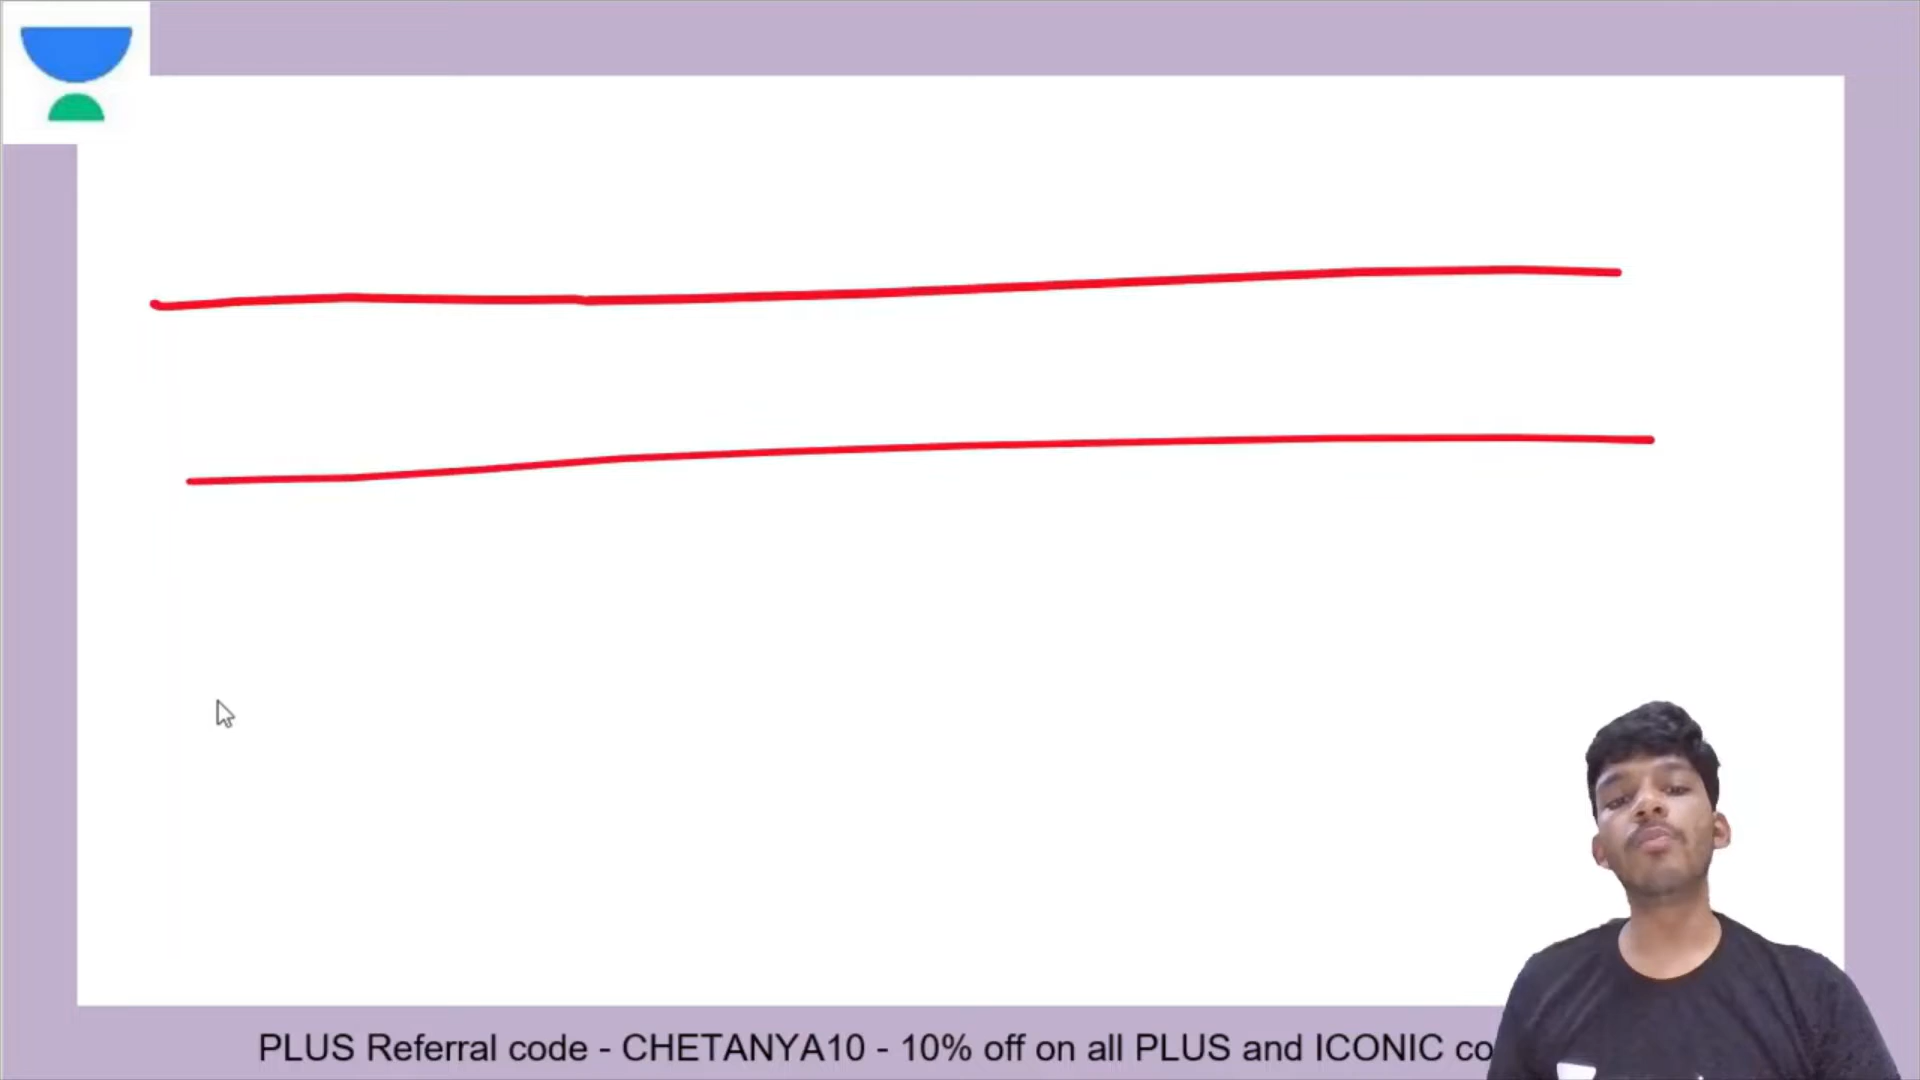 PLUS Referral code - CHETANYA10 - 10% off on all PLUS and ICONIC co